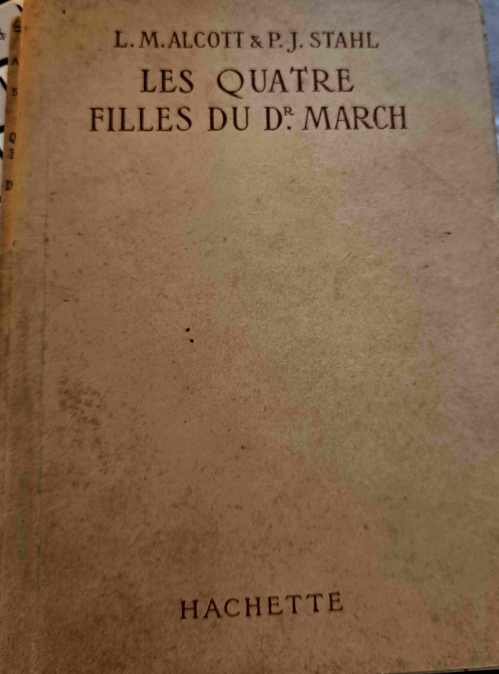 L. M. ALCOTT & P. J. STAHL
LES QUATRE
FILLES DU DR. MARCH
HACHETTE